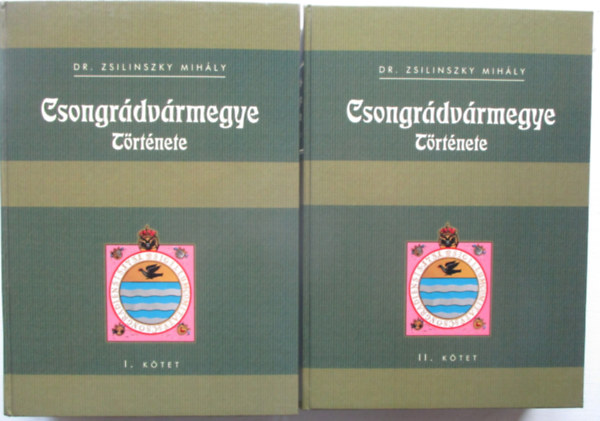 DR. ZSILINSZKY MIHÁLY
Csongrádvármegye
Története
I. KÖTET
DR. ZSILINSZKY MIHÁLY
Csongrádvármegye
Története
II. KÖTET